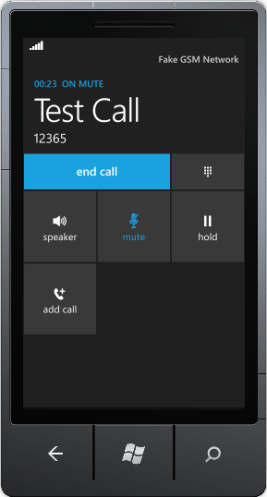 Fake GSM Network
00:23 ON MUTE
Test Call
12365
end call
speaker
mute
hold
add call